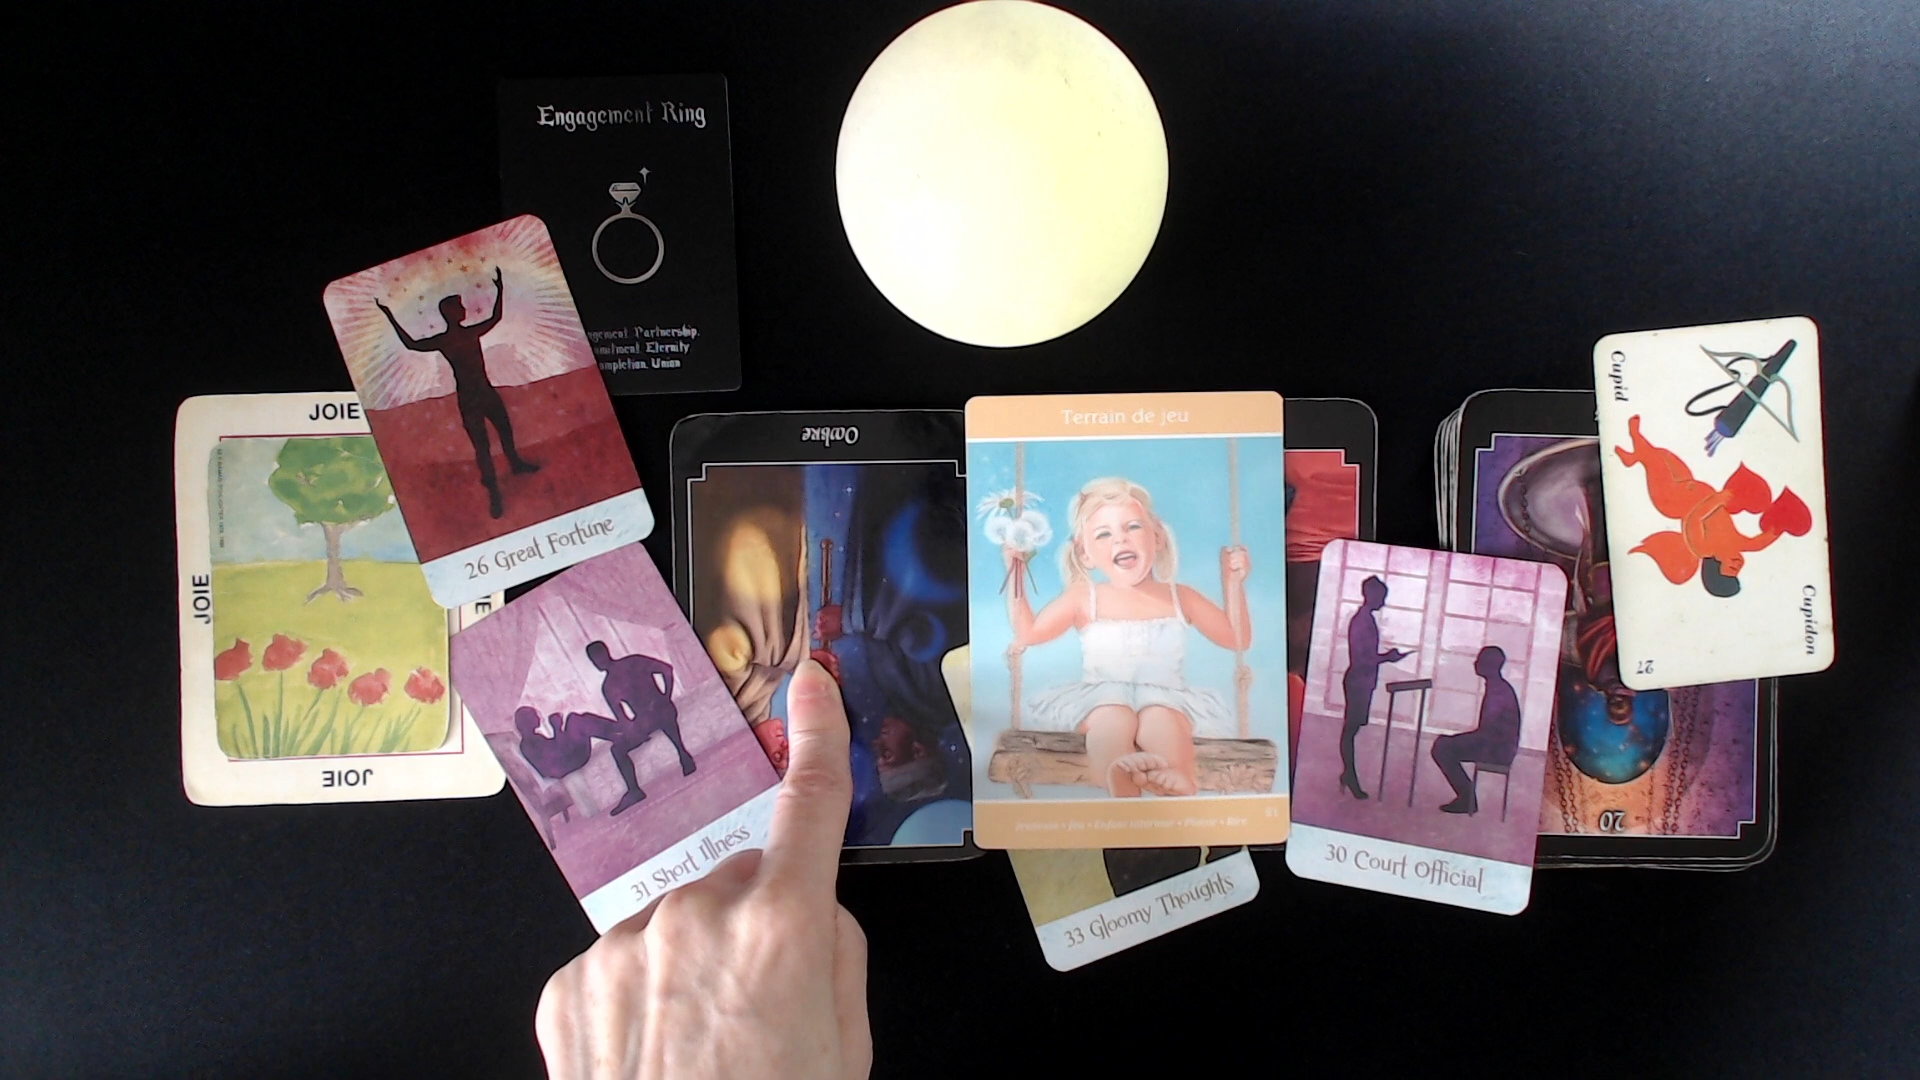 Engagement Ring
Partnership,
Eternity
Union
26 Great Fortune
JOIE
JOIE
JOIE
31 Short Illness
Ombre
Terrain de jeu
81
33 Gloomy Thoughts
30 Court Official
20
Cupid
Cupidon
27